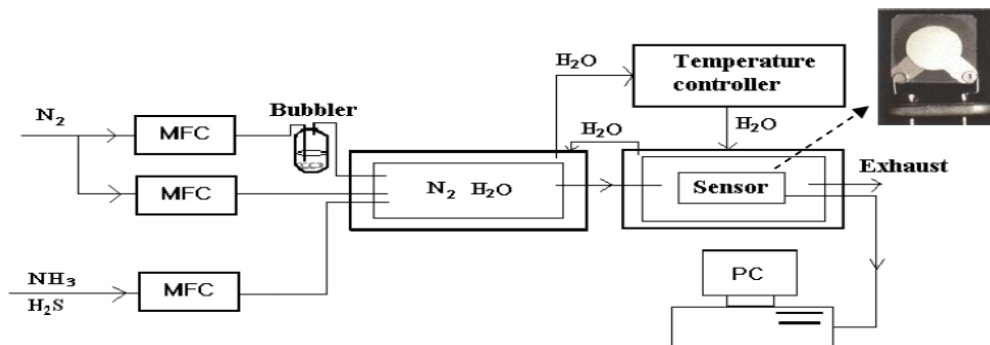 H₂O
Temperature
controller
N₂
Bubbler
MFC
H₂O
H₂O
MFC
N₂ H₂O
Sensor
Exhaust
NH₃
H₂S
MFC
PC